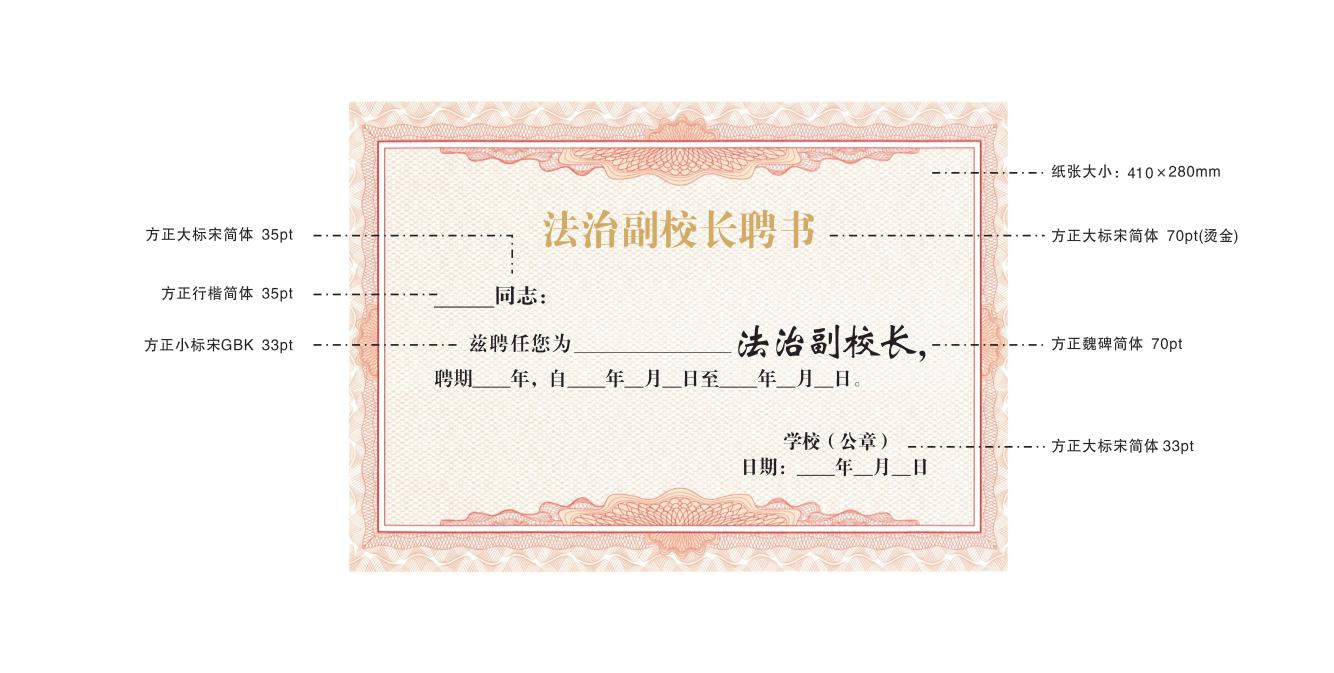 纸张大小：410×280mm
法治副校长聘书
方正大标宋简体 35pt
方正大标宋简体 70pt(烫金)
方正行楷简体 35pt
______同志：
方正小标宋GBK 33pt
兹聘任您为________________法治副校长，
方正魏碑简体 70pt
聘期____年，自____年__月__日至____年__月__日。
学校（公章）
方正大标宋简体 33pt
日期：____年__月__日